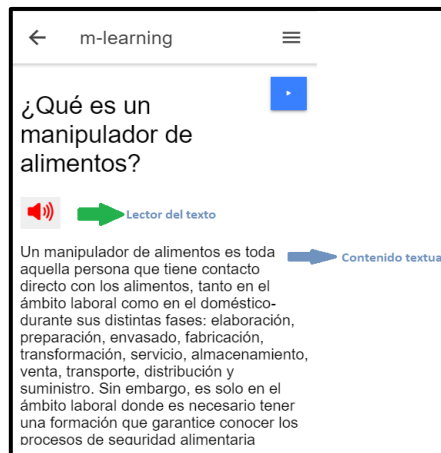 m-learning
¿Qué es un
manipulador de
alimentos?
Lector del texto
Un manipulador de alimentos es toda
aquella persona que tiene contacto
directo con los alimentos, tanto en el
ámbito laboral como en el doméstico-
durante sus distintas fases: elaboración,
preparación, envasado, fabricación,
transformación, servicio, almacenamiento,
venta, transporte, distribución y
suministro. Sin embargo, es solo en el
ámbito laboral donde es necesario tener
una formación que garantice conocer los
procesos de seguridad alimentaria
Contenido textua